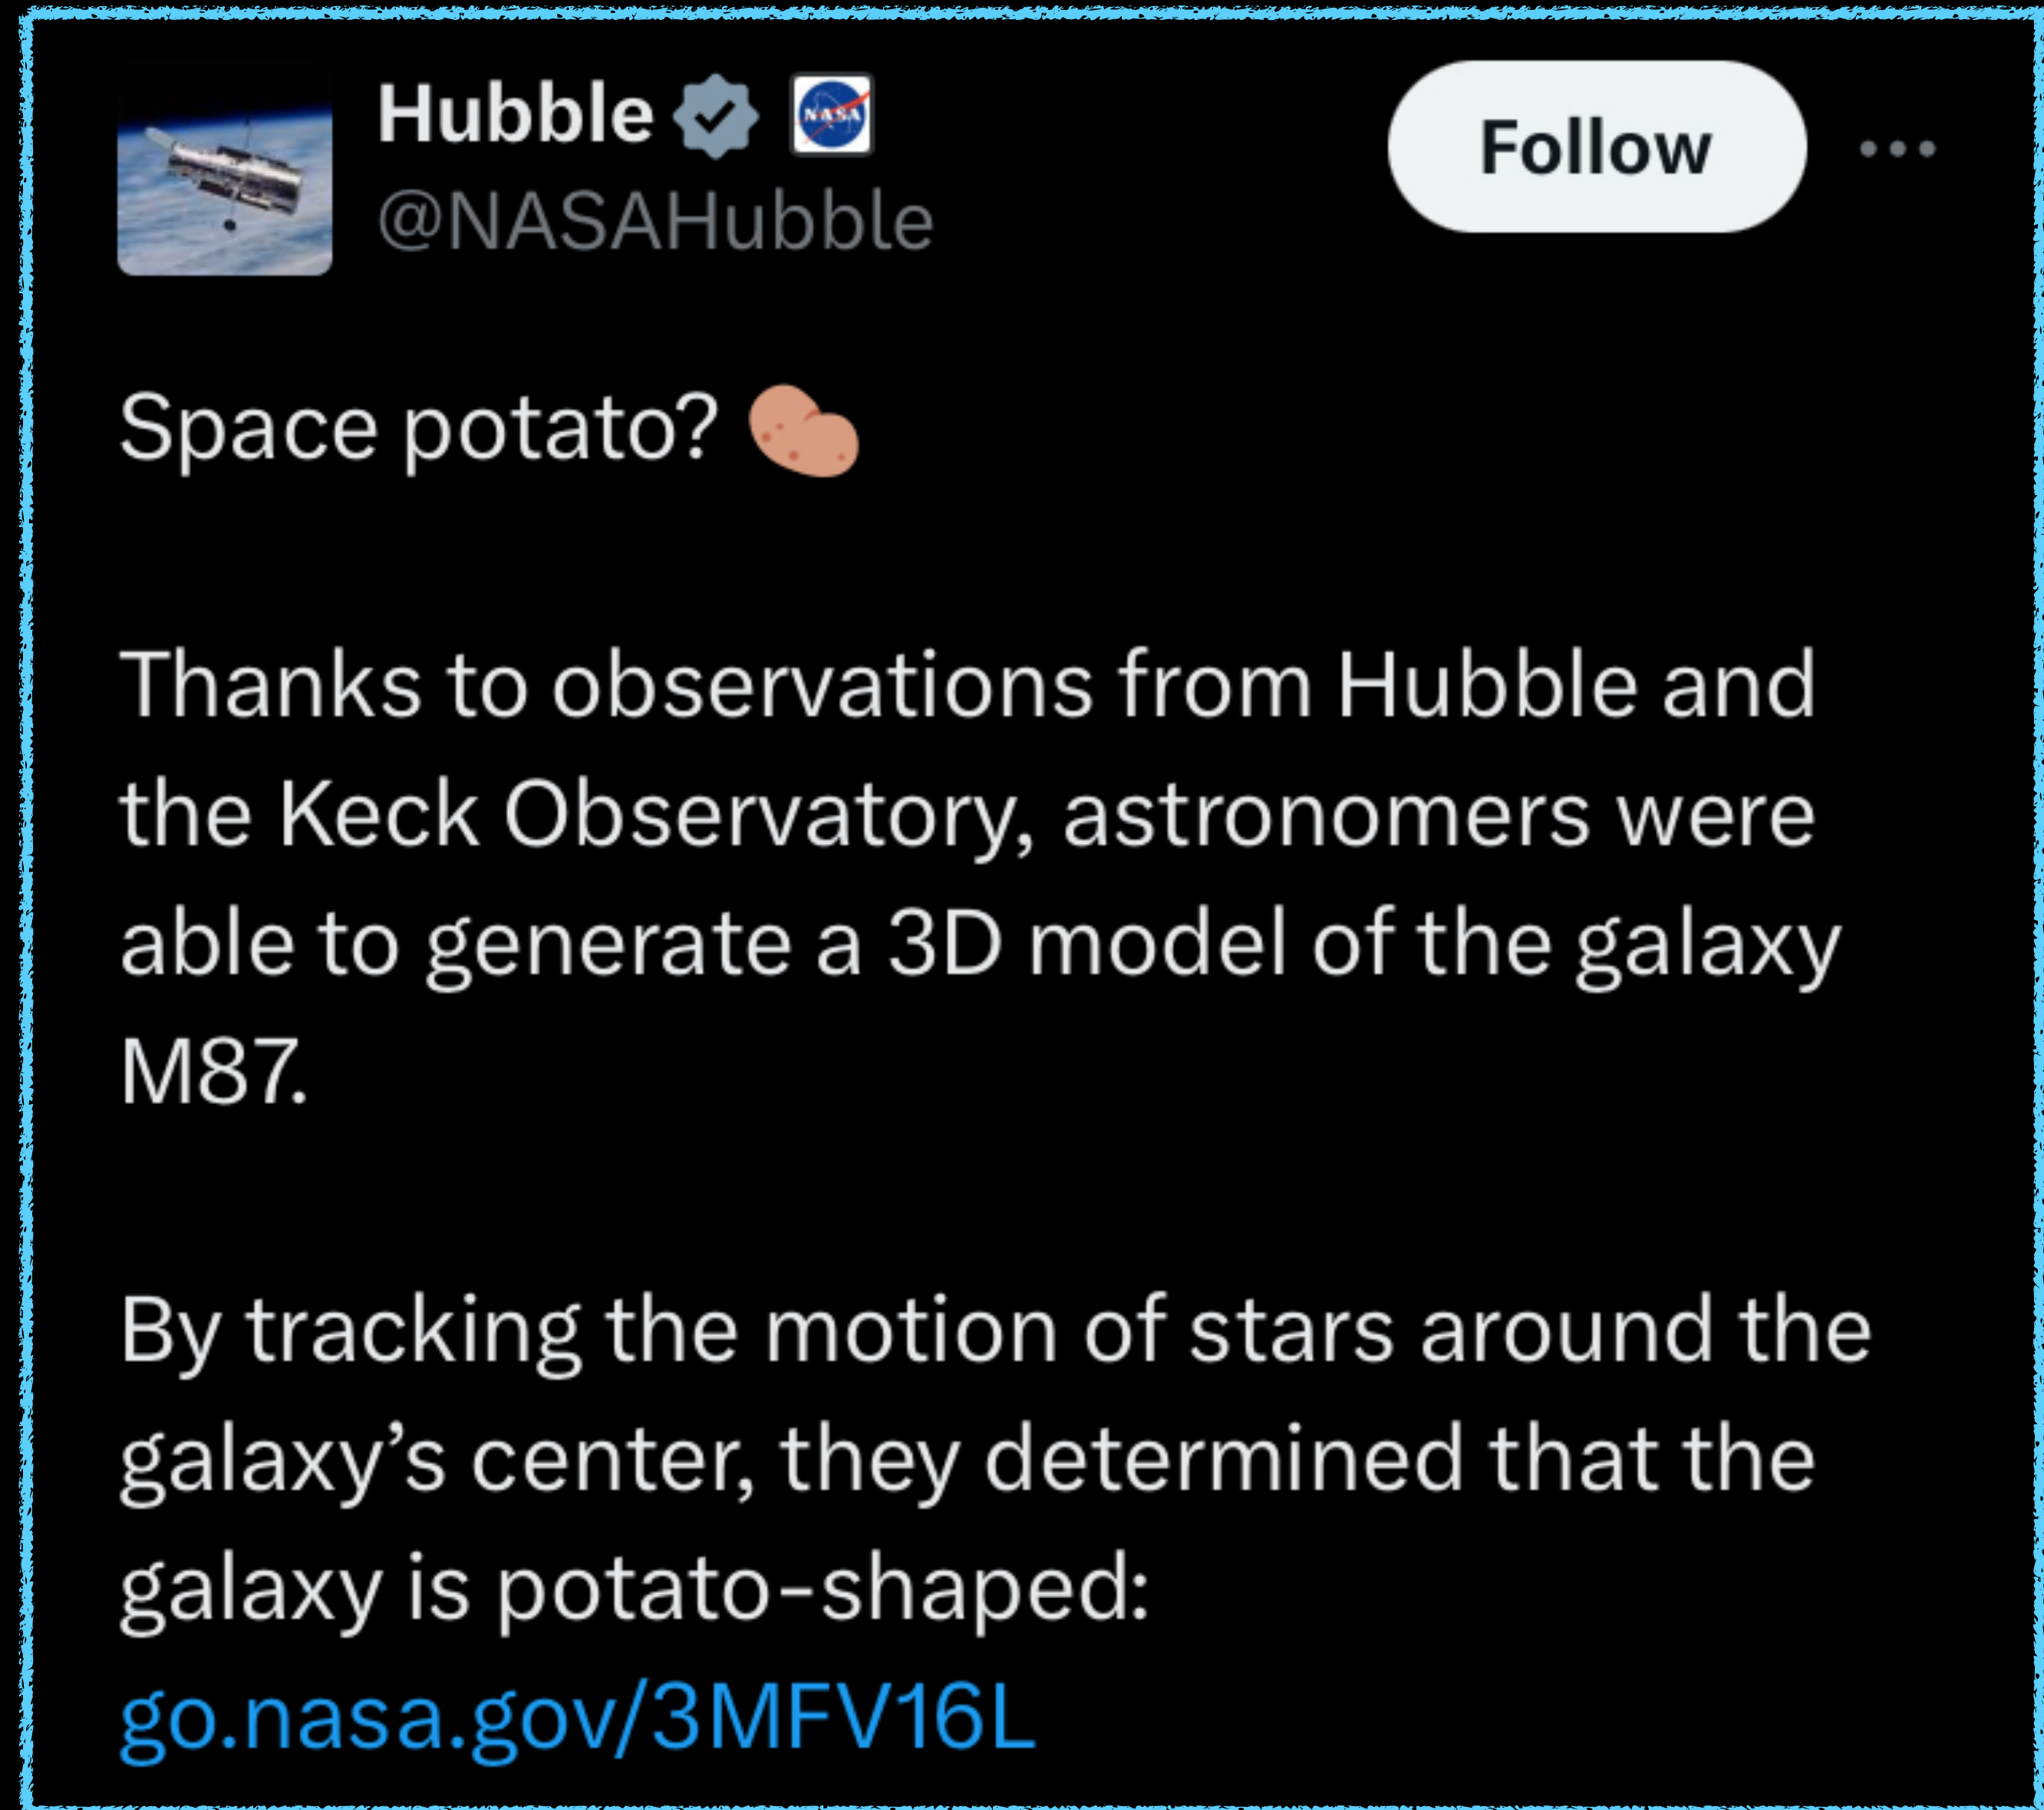 Hubble NASA
@NASAHubble
Follow
Space potato? 🥔
Thanks to observations from Hubble and
the Keck Observatory, astronomers were
able to generate a 3D model of the galaxy
M87.
By tracking the motion of stars around the
galaxy’s center, they determined that the
galaxy is potato-shaped:
go.nasa.gov/3MFV16L